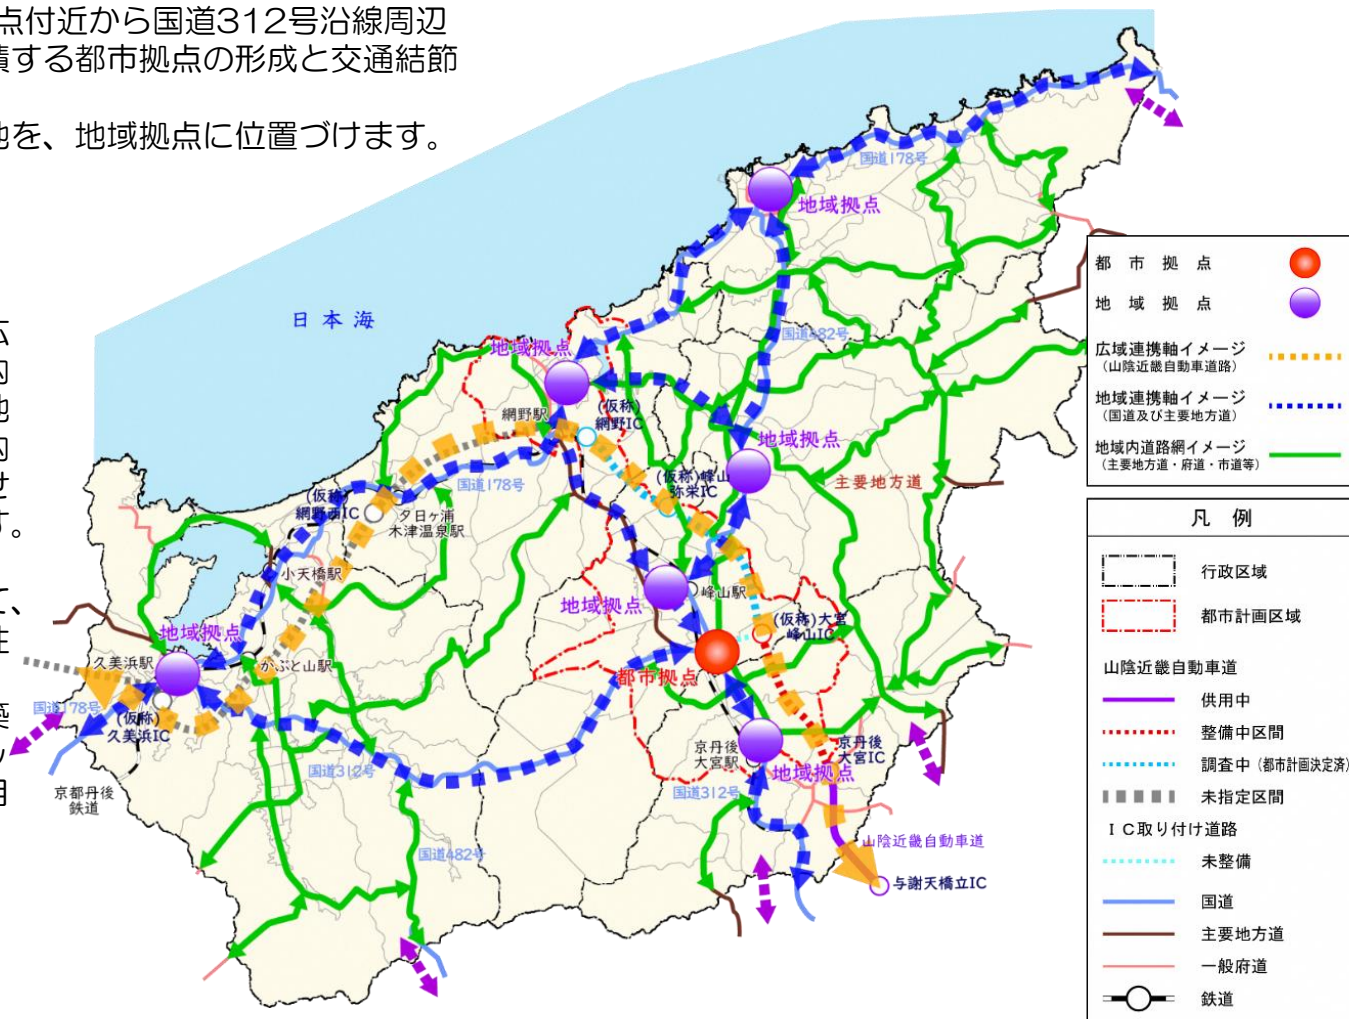 点付近から国道312号沿線周辺
積する都市拠点の形成と交通結節
地を、地域拠点に位置づけます。
内
地
内
せ
す。
に、
住
築
ッ
用
日本海
国道178号
地域拠点
国道482号
地域拠点
網野駅
(仮称)
網野IC
地域拠点
(仮称)峰山
弥栄IC
主要地方道
国道178号
(仮称)
網野西IC
夕日ヶ浦
木津温泉駅
小天橋駅
地域拠点
峰山駅
(仮称)大宮
峰山IC
都市拠点
地域拠点
久美浜駅
かぶと山駅
国道178号
(仮称)
久美浜IC
国道312号
京都丹後
鉄道
京丹後
大宮駅
地域拠点
京丹後
大宮IC
国道312号
国道482号
山陰近畿自動車道
与謝天橋立IC
都市拠点
地域拠点
広域連携軸イメージ
(山陰近畿自動車道路)
地域連携軸イメージ
(国道及び主要地方道)
地域内道路網イメージ
(主要地方道・府道・市道等)
凡例
行政区域
都市計画区域
山陰近畿自動車道
供用中
整備中区間
調査中(都市計画決定済)
未指定区間
IC取り付け道路
未整備
国道
主要地方道
一般府道
鉄道